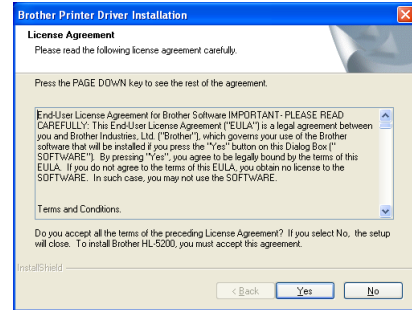 Brother Printer Driver Installation
License Agreement
Please read the following license agreement carefully.
Press the PAGE DOWN key to see the rest of the agreement.
End-User License Agreement for Brother Software IMPORTANT- PLEASE READ
CAREFULLY: This End-User License Agreement ("EULA") is a legal agreement between
you and Brother Industries, Ltd. ("Brother"), which governs your use of the Brother
software that will be installed if you press the "Yes" button on this Dialog Box ("
SOFTWARE"). By pressing "Yes", you agree to be legally bound by the terms of this
EULA. If you do not agree to the terms of this EULA, you obtain no license to the
SOFTWARE. In such case, you may not use the SOFTWARE.
Terms and Conditions.
Do you accept all the terms of the preceding License Agreement? If you select No, the setup
will close. To install Brother HL-5200, you must accept this agreement.
InstallShield
< Back Yes No